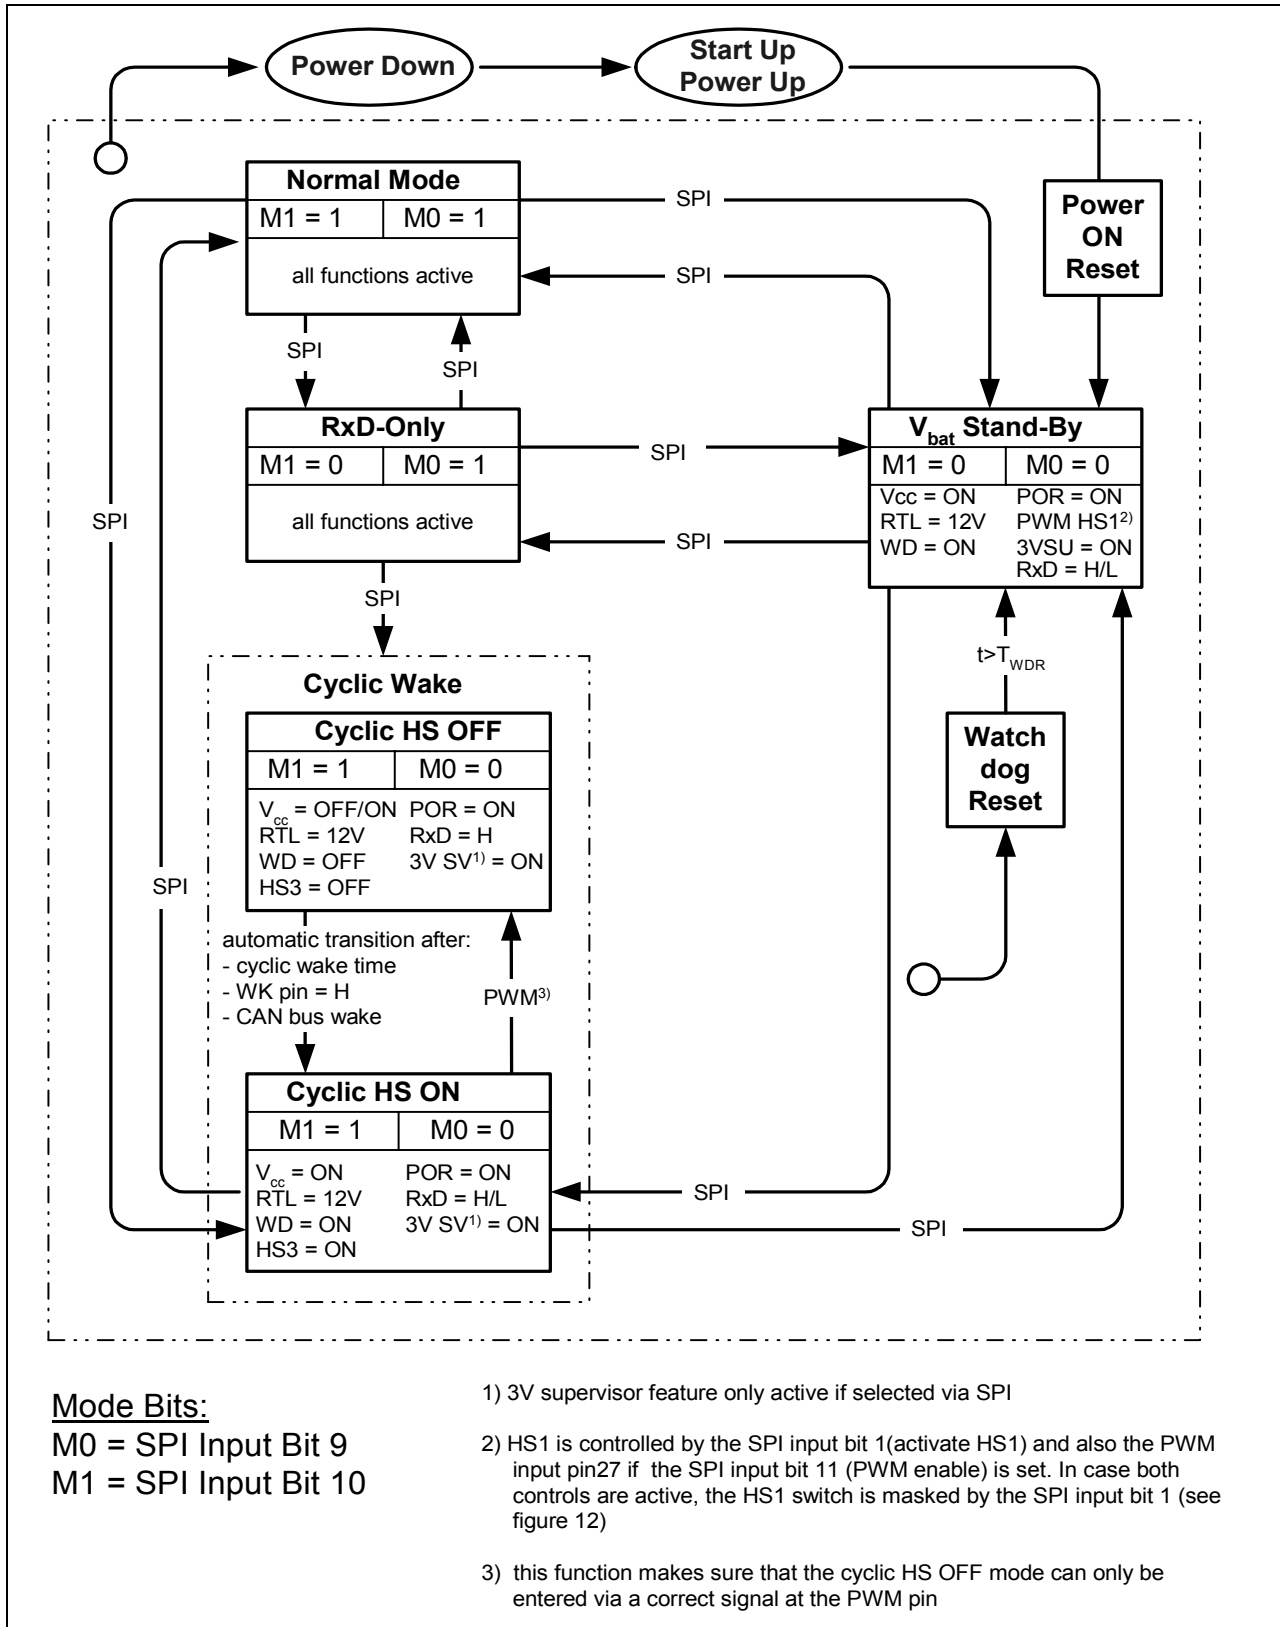 Power Down
Start Up
Power Up
Normal Mode
M1 = 1
M0 = 1
all functions active
SPI
SPI
Power
ON
Reset
SPI
SPI
RxD-Only
M1 = 0
M0 = 1
all functions active
SPI
SPI
V_bat Stand-By
M1 = 0
M0 = 0
Vcc = ON
POR = ON
RTL = 12V
PWM HS1²⁾
WD = ON
3VSU = ON
RxD = H/L
SPI
SPI
t>T_WDR
Cyclic Wake
Cyclic HS OFF
M1 = 1
M0 = 0
V_cc = OFF/ON
POR = ON
RTL = 12V
RxD = H
WD = OFF
3V SV¹⁾ = ON
HS3 = OFF
Watch
dog
Reset
SPI
automatic transition after:
- cyclic wake time
- WK pin = H
- CAN bus wake
PWM³⁾
Cyclic HS ON
M1 = 1
M0 = 0
V_cc = ON
POR = ON
RTL = 12V
RxD = H/L
WD = ON
3V SV¹⁾ = ON
HS3 = ON
SPI
SPI
Mode Bits:
M0 = SPI Input Bit 9
M1 = SPI Input Bit 10
1) 3V supervisor feature only active if selected via SPI
2) HS1 is controlled by the SPI input bit 1(activate HS1) and also the PWM
input pin27 if the SPI input bit 11 (PWM enable) is set. In case both
controls are active, the HS1 switch is masked by the SPI input bit 1 (see
figure 12)
3) this function makes sure that the cyclic HS OFF mode can only be
entered via a correct signal at the PWM pin